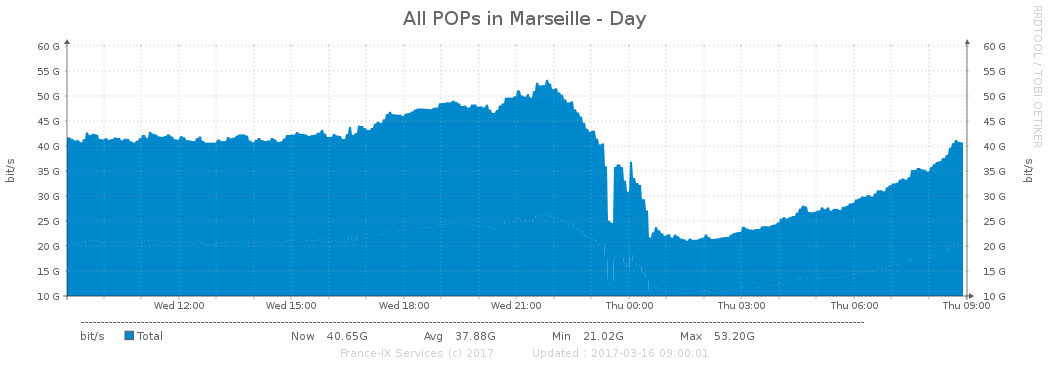 All POPs in Marseille - Day
RRDTOOL / TOBI OETIKER
60 G 60 G
55 G 55 G
50 G 50 G
45 G 45 G
40 G 40 G
35 G 35 G
30 G 30 G
25 G 25 G
20 G 20 G
15 G 15 G
10 G 10 G
bit/s
bit/s
Wed 12:00 Wed 15:00 Wed 18:00 Wed 21:00 Thu 00:00 Thu 03:00 Thu 06:00 Thu 09:00
bit/s Total Now 40.65G Avg 37.88G Min 21.02G Max 53.20G
France-IX Services (c) 2017 Updated : 2017-03-16 09:00:01